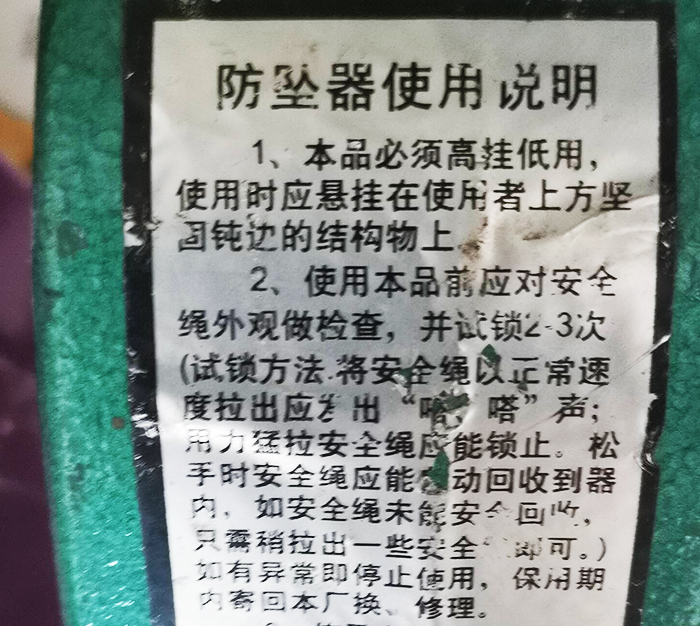 防坠器使用说明
1、本品必须高挂低用，
使用时应悬挂在使用者上方坚
固钝边的结构物上。
2、使用本品前应对安全
绳外观做检查，并试锁2-3次
(试锁方法:将安全绳以正常速
度拉出应发出“嗒、嗒”声；
用力猛拉安全绳应能锁止。松
手时安全绳应能自动回收到器
内，如安全绳未能安全回收，
只需稍拉出一些安全 即可。)
如有异常即停止使用，保用期
内寄回本厂换、修理。